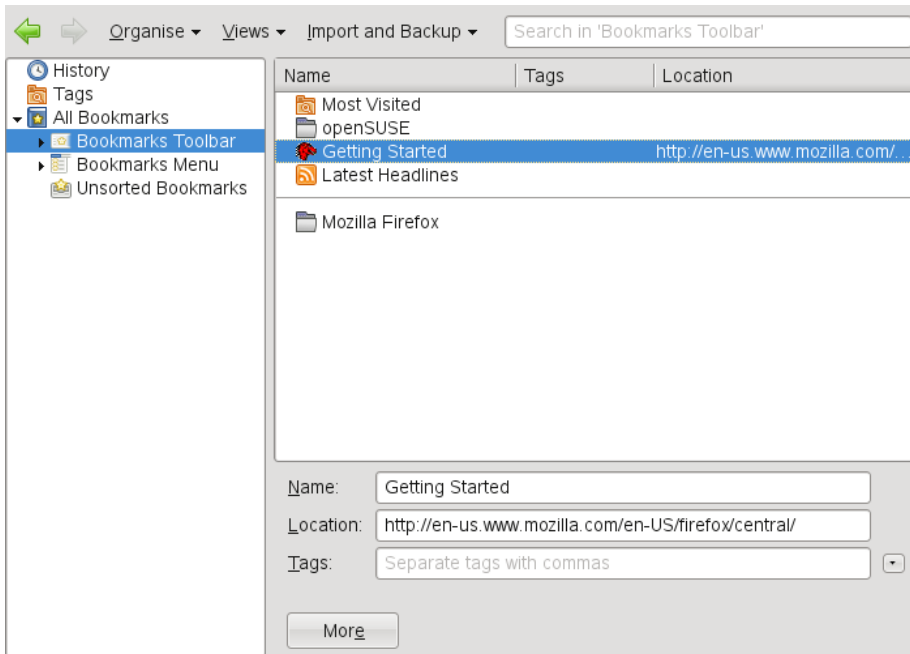 Organise Views Import and Backup Search in 'Bookmarks Toolbar'
History
Tags
All Bookmarks
Bookmarks Toolbar
Bookmarks Menu
Unsorted Bookmarks
Name Tags Location
Most Visited
openSUSE
Getting Started http://en-us.www.mozilla.com/...
Latest Headlines
Mozilla Firefox
Name: Getting Started
Location: http://en-us.www.mozilla.com/en-US/firefox/central/
Tags: Separate tags with commas
More